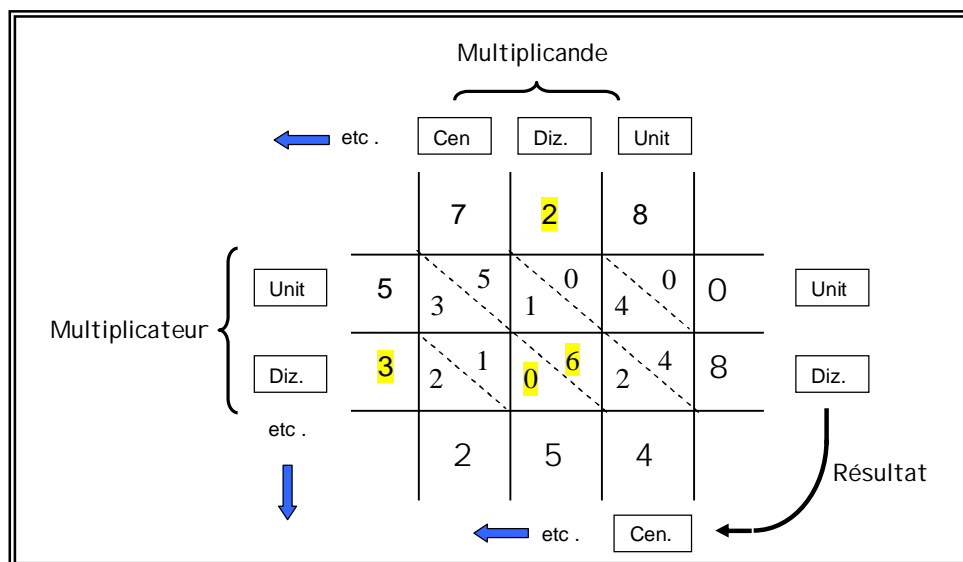 Multiplicande
etc . Cen Diz. Unit
7 2 8
Unit 5 3 5 1 0 4 0 0 Unit
Multiplicateur
Diz. 3 2 1 0 6 2 4 8 Diz.
etc .
2 5 4
Résultat
etc . Cen.